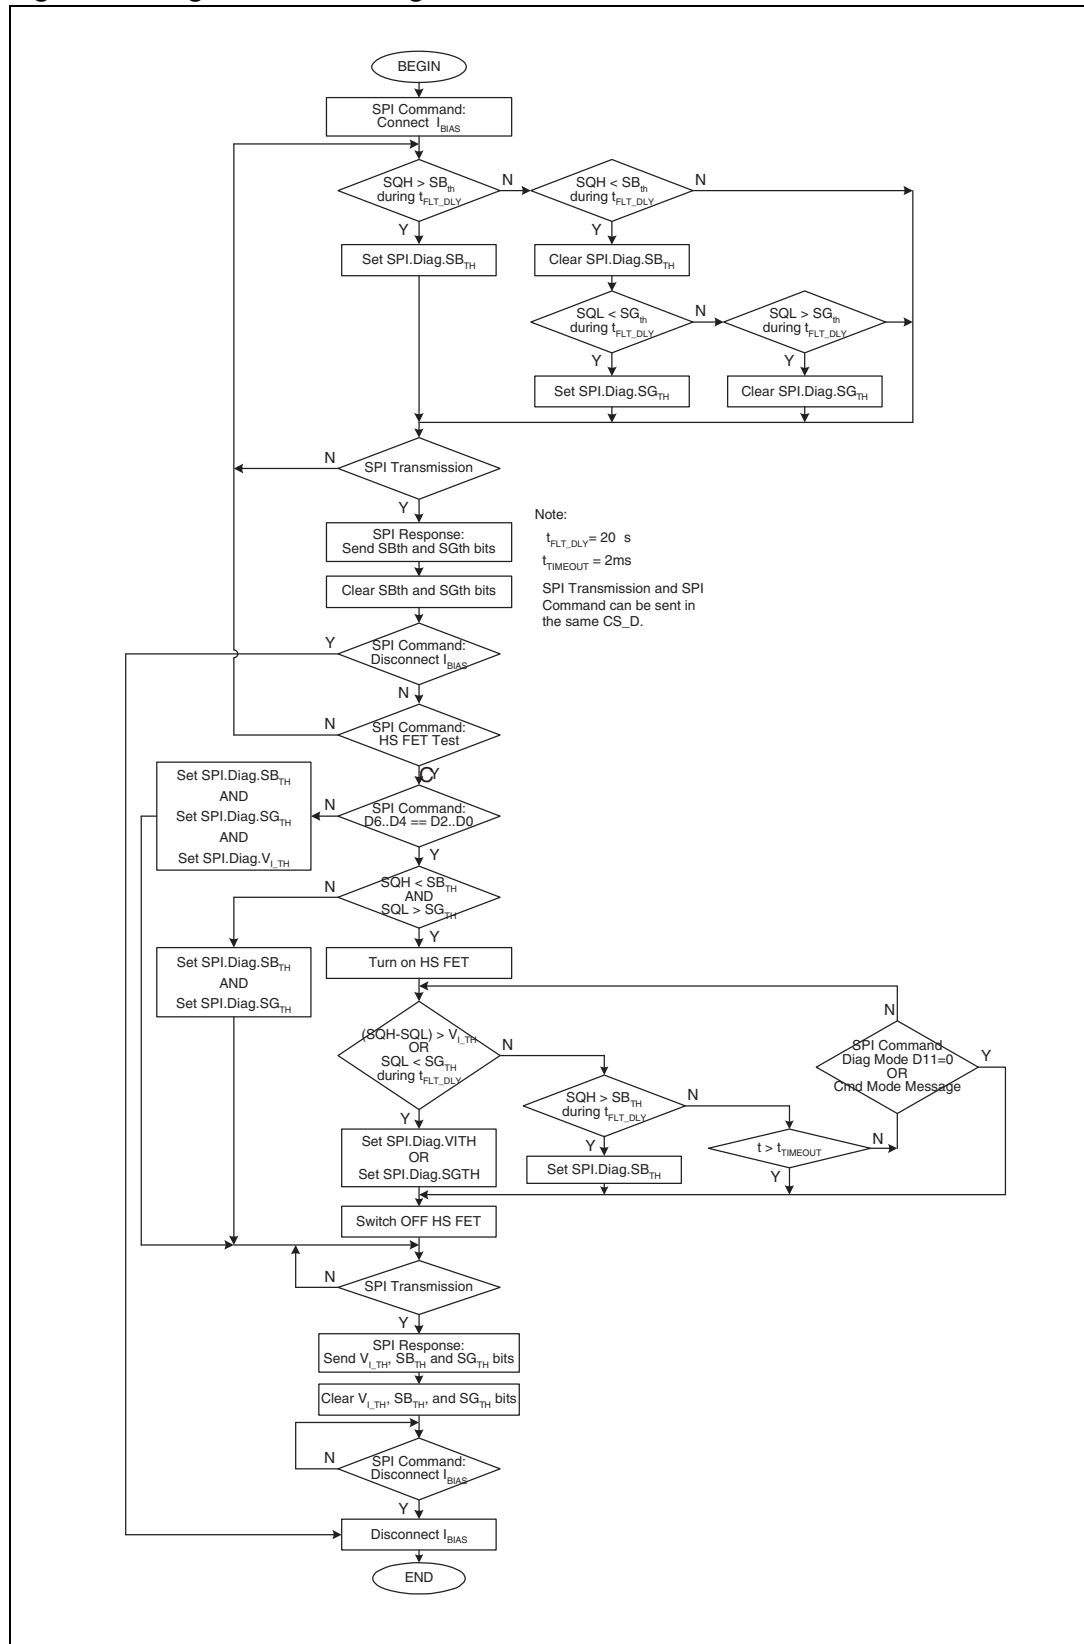 BEGIN
SPI Command:
Connect I_BIAS
SQH > SB_th
during t_FLT_DLY
N
Y
SQH < SB_th
during t_FLT_DLY
N
Y
Set SPI.Diag.SB_TH
Clear SPI.Diag.SB_TH
SQL < SG_th
during t_FLT_DLY
N
Y
SQL > SG_th
during t_FLT_DLY
Y
Set SPI.Diag.SG_TH
Clear SPI.Diag.SG_TH
SPI Transmission
N
Y
Note:
t_FLT_DLY= 20 s
t_TIMEOUT = 2ms
SPI Transmission and SPI
Command can be sent in
the same CS_D.
SPI Response:
Send SBth and SGth bits
Clear SBth and SGth bits
SPI Command:
Disconnect I_BIAS
Y
N
SPI Command:
HS FET Test
N
CY
SPI Command:
D6..D4 == D2..D0
N
Y
Set SPI.Diag.SB_TH
AND
Set SPI.Diag.SG_TH
AND
Set SPI.Diag.V_I_TH
SQH < SB_TH
AND
SQL > SG_TH
N
Y
Set SPI.Diag.SB_TH
AND
Set SPI.Diag.SG_TH
Turn on HS FET
(SQH-SQL) > V_I_TH
OR
SQL < SG_TH
during t_FLT_DLY
N
Y
SQH > SB_TH
during t_FLT_DLY
N
Y
t > t_TIMEOUT
N
Y
SPI Command
Diag Mode D11=0
OR
Cmd Mode Message
N
Y
Set SPI.Diag.VITH
OR
Set SPI.Diag.SGTH
Set SPI.Diag.SB_TH
Switch OFF HS FET
SPI Transmission
N
Y
SPI Response:
Send V_I_TH, SB_TH and SG_TH bits
Clear V_I_TH, SB_TH, and SG_TH bits
SPI Command:
Disconnect I_BIAS
N
Y
Disconnect I_BIAS
END